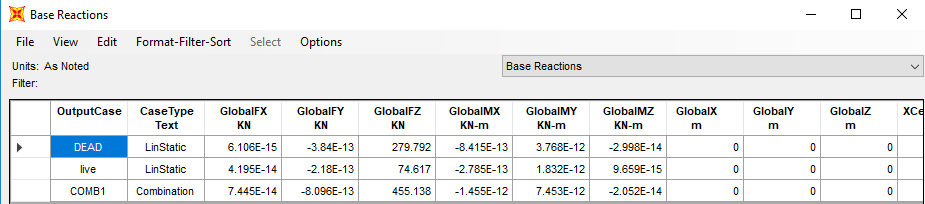 Base Reactions
File View Edit Format-Filter-Sort Select Options
Units: As Noted Base Reactions
Filter:
OutputCase CaseType Text GlobalFX KN GlobalFY KN GlobalFZ KN GlobalMX KN-m GlobalMY KN-m GlobalMZ KN-m GlobalX m GlobalY m GlobalZ m XCe
DEAD LinStatic 6.106E-15 -3.84E-13 279.792 -8.415E-13 3.768E-12 -2.998E-14 0 0 0
live LinStatic 4.195E-14 -2.18E-13 74.617 -2.785E-13 1.832E-12 9.659E-15 0 0 0
COMB1 Combination 7.445E-14 -8.096E-13 455.138 -1.455E-12 7.453E-12 -2.052E-14 0 0 0